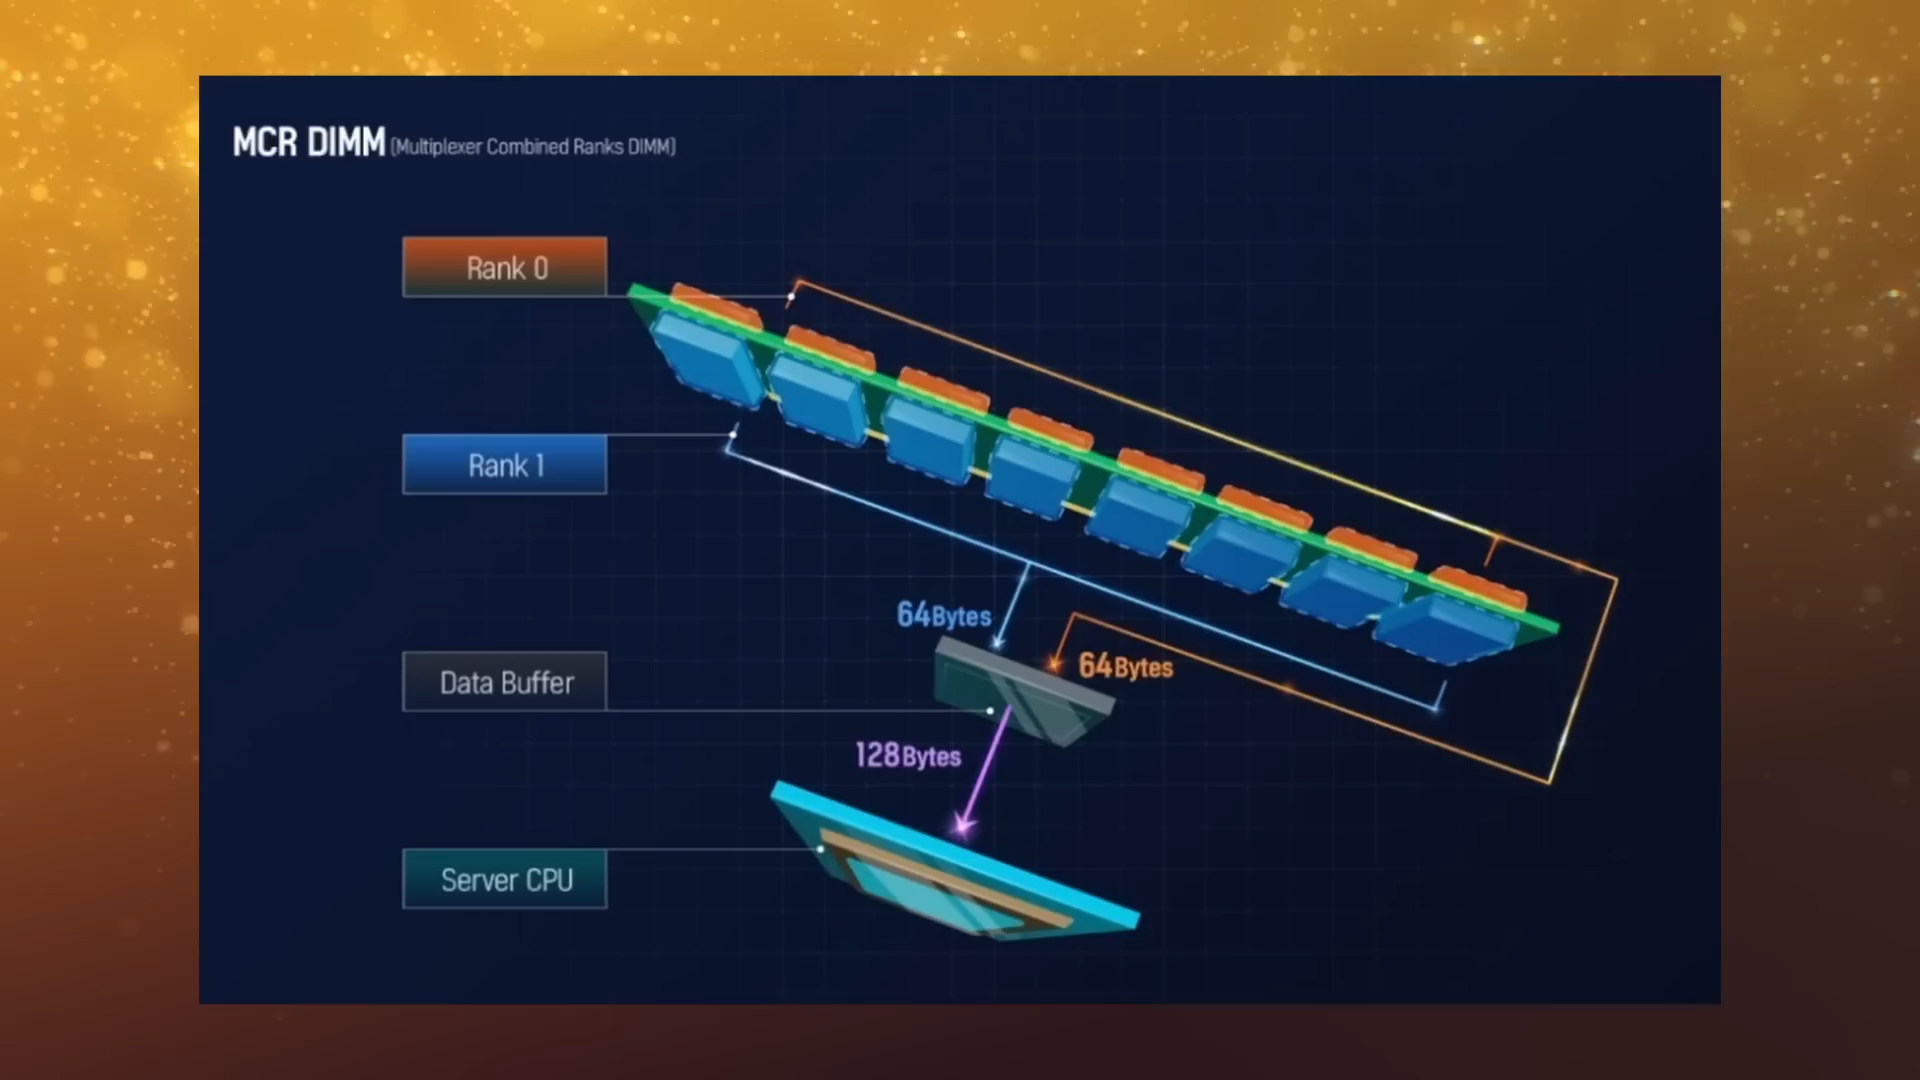 MCR DIMM (Multiplexer Combined Ranks DIMM)
Rank 0
Rank 1
64Bytes
64Bytes
Data Buffer
128Bytes
Server CPU